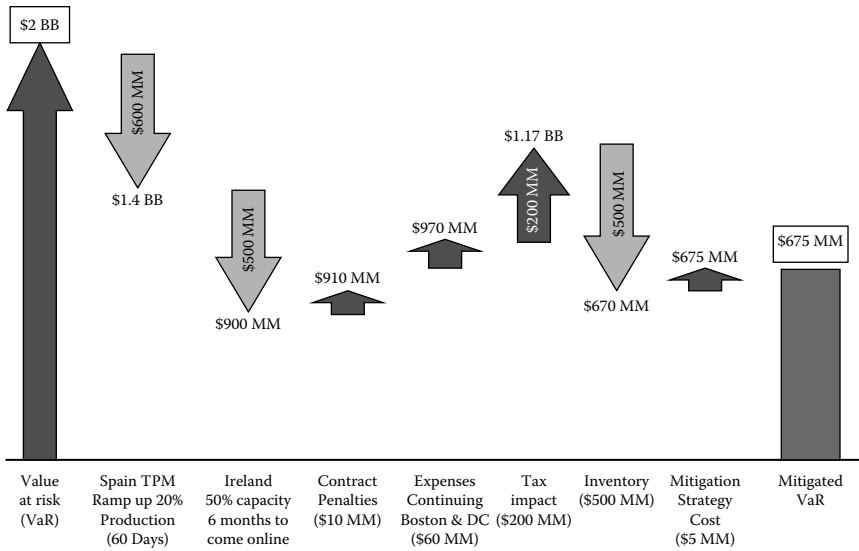 $2 BB
$600 MM
$1.4 BB
$500 MM
$900 MM
$910 MM
$970 MM
$1.17 BB
$200 MM
$500 MM
$670 MM
$675 MM
$675 MM
Value
at risk
(VaR)
Spain TPM
Ramp up 20%
Production
(60 Days)
Ireland
50% capacity
6 months to
come online
Contract
Penalties
($10 MM)
Expenses
Continuing
Boston & DC
($60 MM)
Tax
impact
($200 MM)
Inventory
($500 MM)
Mitigation
Strategy
Cost
($5 MM)
Mitigated
VaR